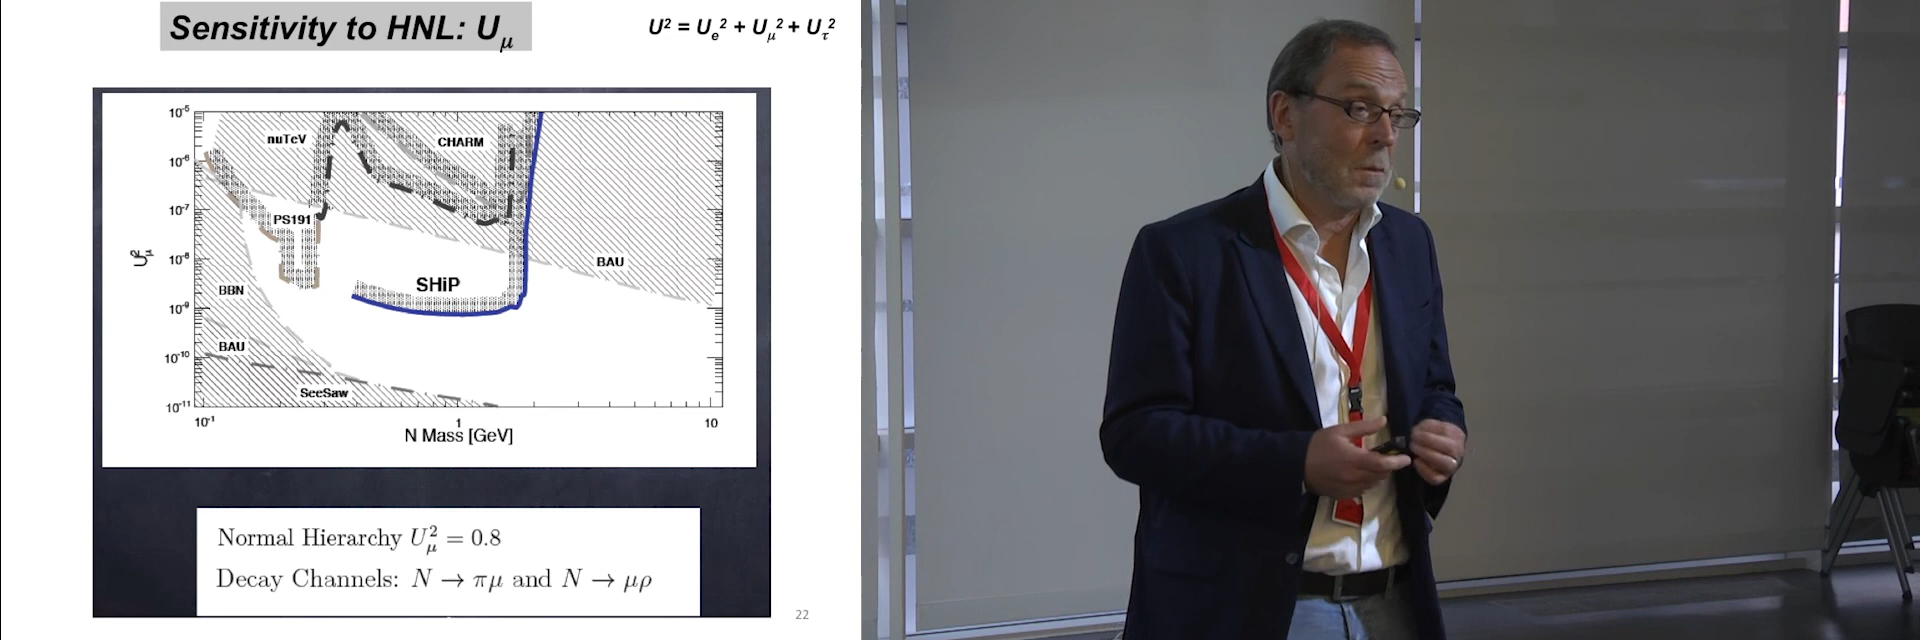 Sensitivity to HNL: Uμ
U² = Ue² + Uμ² + Uτ²
10⁻⁵
nuTeV
CHARM
10⁻⁶
10⁻⁷
PS191
U²μ
10⁻⁸
BAU
SHiP
BBN
10⁻⁹
BAU
10⁻¹⁰
SeeSaw
10⁻¹¹
10⁻¹
1
10
N Mass [GeV]
Normal Hierarchy U²μ = 0.8
Decay Channels: N → πμ and N → μρ
22